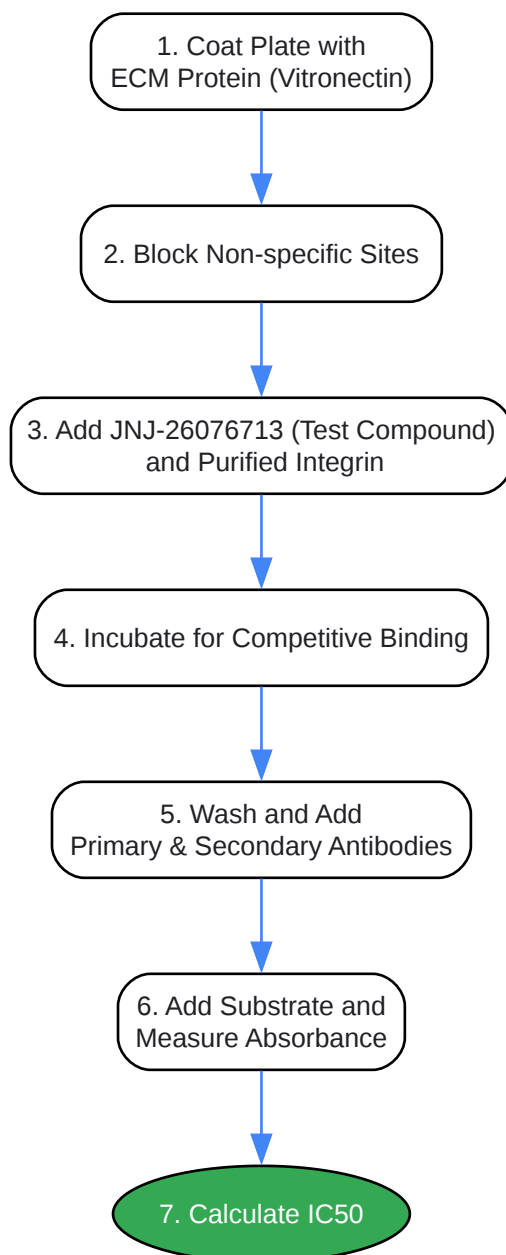 1. Coat Plate with
ECM Protein (Vitronectin)
2. Block Non-specific Sites
3. Add JNJ-26076713 (Test Compound)
and Purified Integrin
4. Incubate for Competitive Binding
5. Wash and Add
Primary & Secondary Antibodies
6. Add Substrate and
Measure Absorbance
7. Calculate IC50